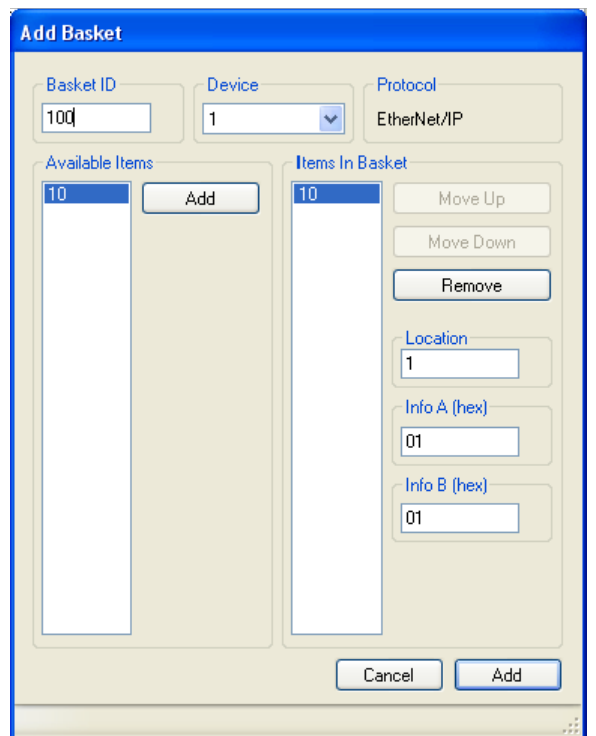 Add Basket
Basket ID Device Protocol
100 1 EtherNet/IP
Available Items Items In Basket
10 Add 10 Move Up
Move Down
Remove
Location
1
Info A (hex)
01
Info B (hex)
01
Cancel Add